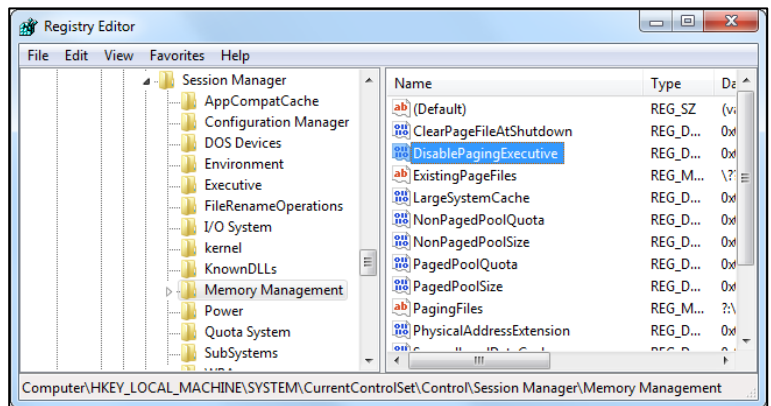 Registry Editor
File Edit View Favorites Help
Session Manager
AppCompatCache
Configuration Manager
DOS Devices
Environment
Executive
FileRenameOperations
I/O System
kernel
KnownDLLs
Memory Management
Power
Quota System
SubSystems
Name Type
(Default) REG_SZ
ClearPageFileAtShutdown REG_D...
DisablePagingExecutive REG_D...
ExistingPageFiles REG_M...
LargeSystemCache REG_D...
NonPagedPoolQuota REG_D...
NonPagedPoolSize REG_D...
PagedPoolQuota REG_D...
PagedPoolSize REG_D...
PagingFiles REG_M... ?:\
PhysicalAddressExtension REG_D...
Computer\HKEY_LOCAL_MACHINE\SYSTEM\CurrentControlSet\Control\Session Manager\Memory Management